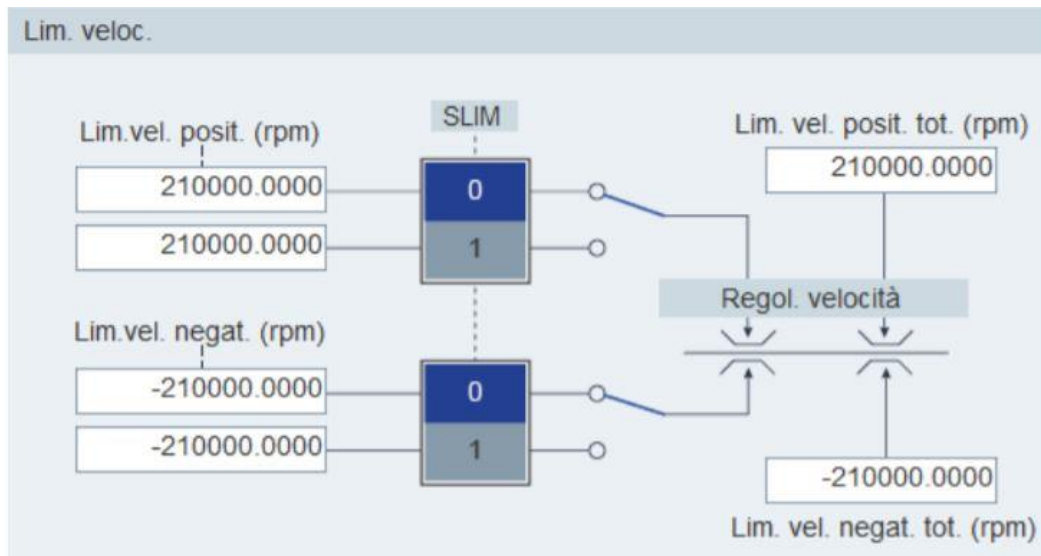 Lim. veloc.
SLIM
Lim.vel. posit. (rpm)
Lim. vel. posit. tot. (rpm)
210000.0000
0
210000.0000
210000.0000
1
Regol. velocità
Lim.vel. negat. (rpm)
-210000.0000
0
-210000.0000
1
-210000.0000
Lim. vel. negat. tot. (rpm)